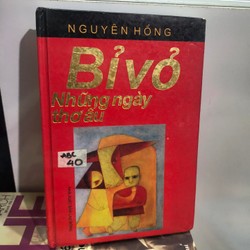 NGUYÊN HỒNG
Bỉ vỏ
Những ngày
thơ ấu
ABC
40